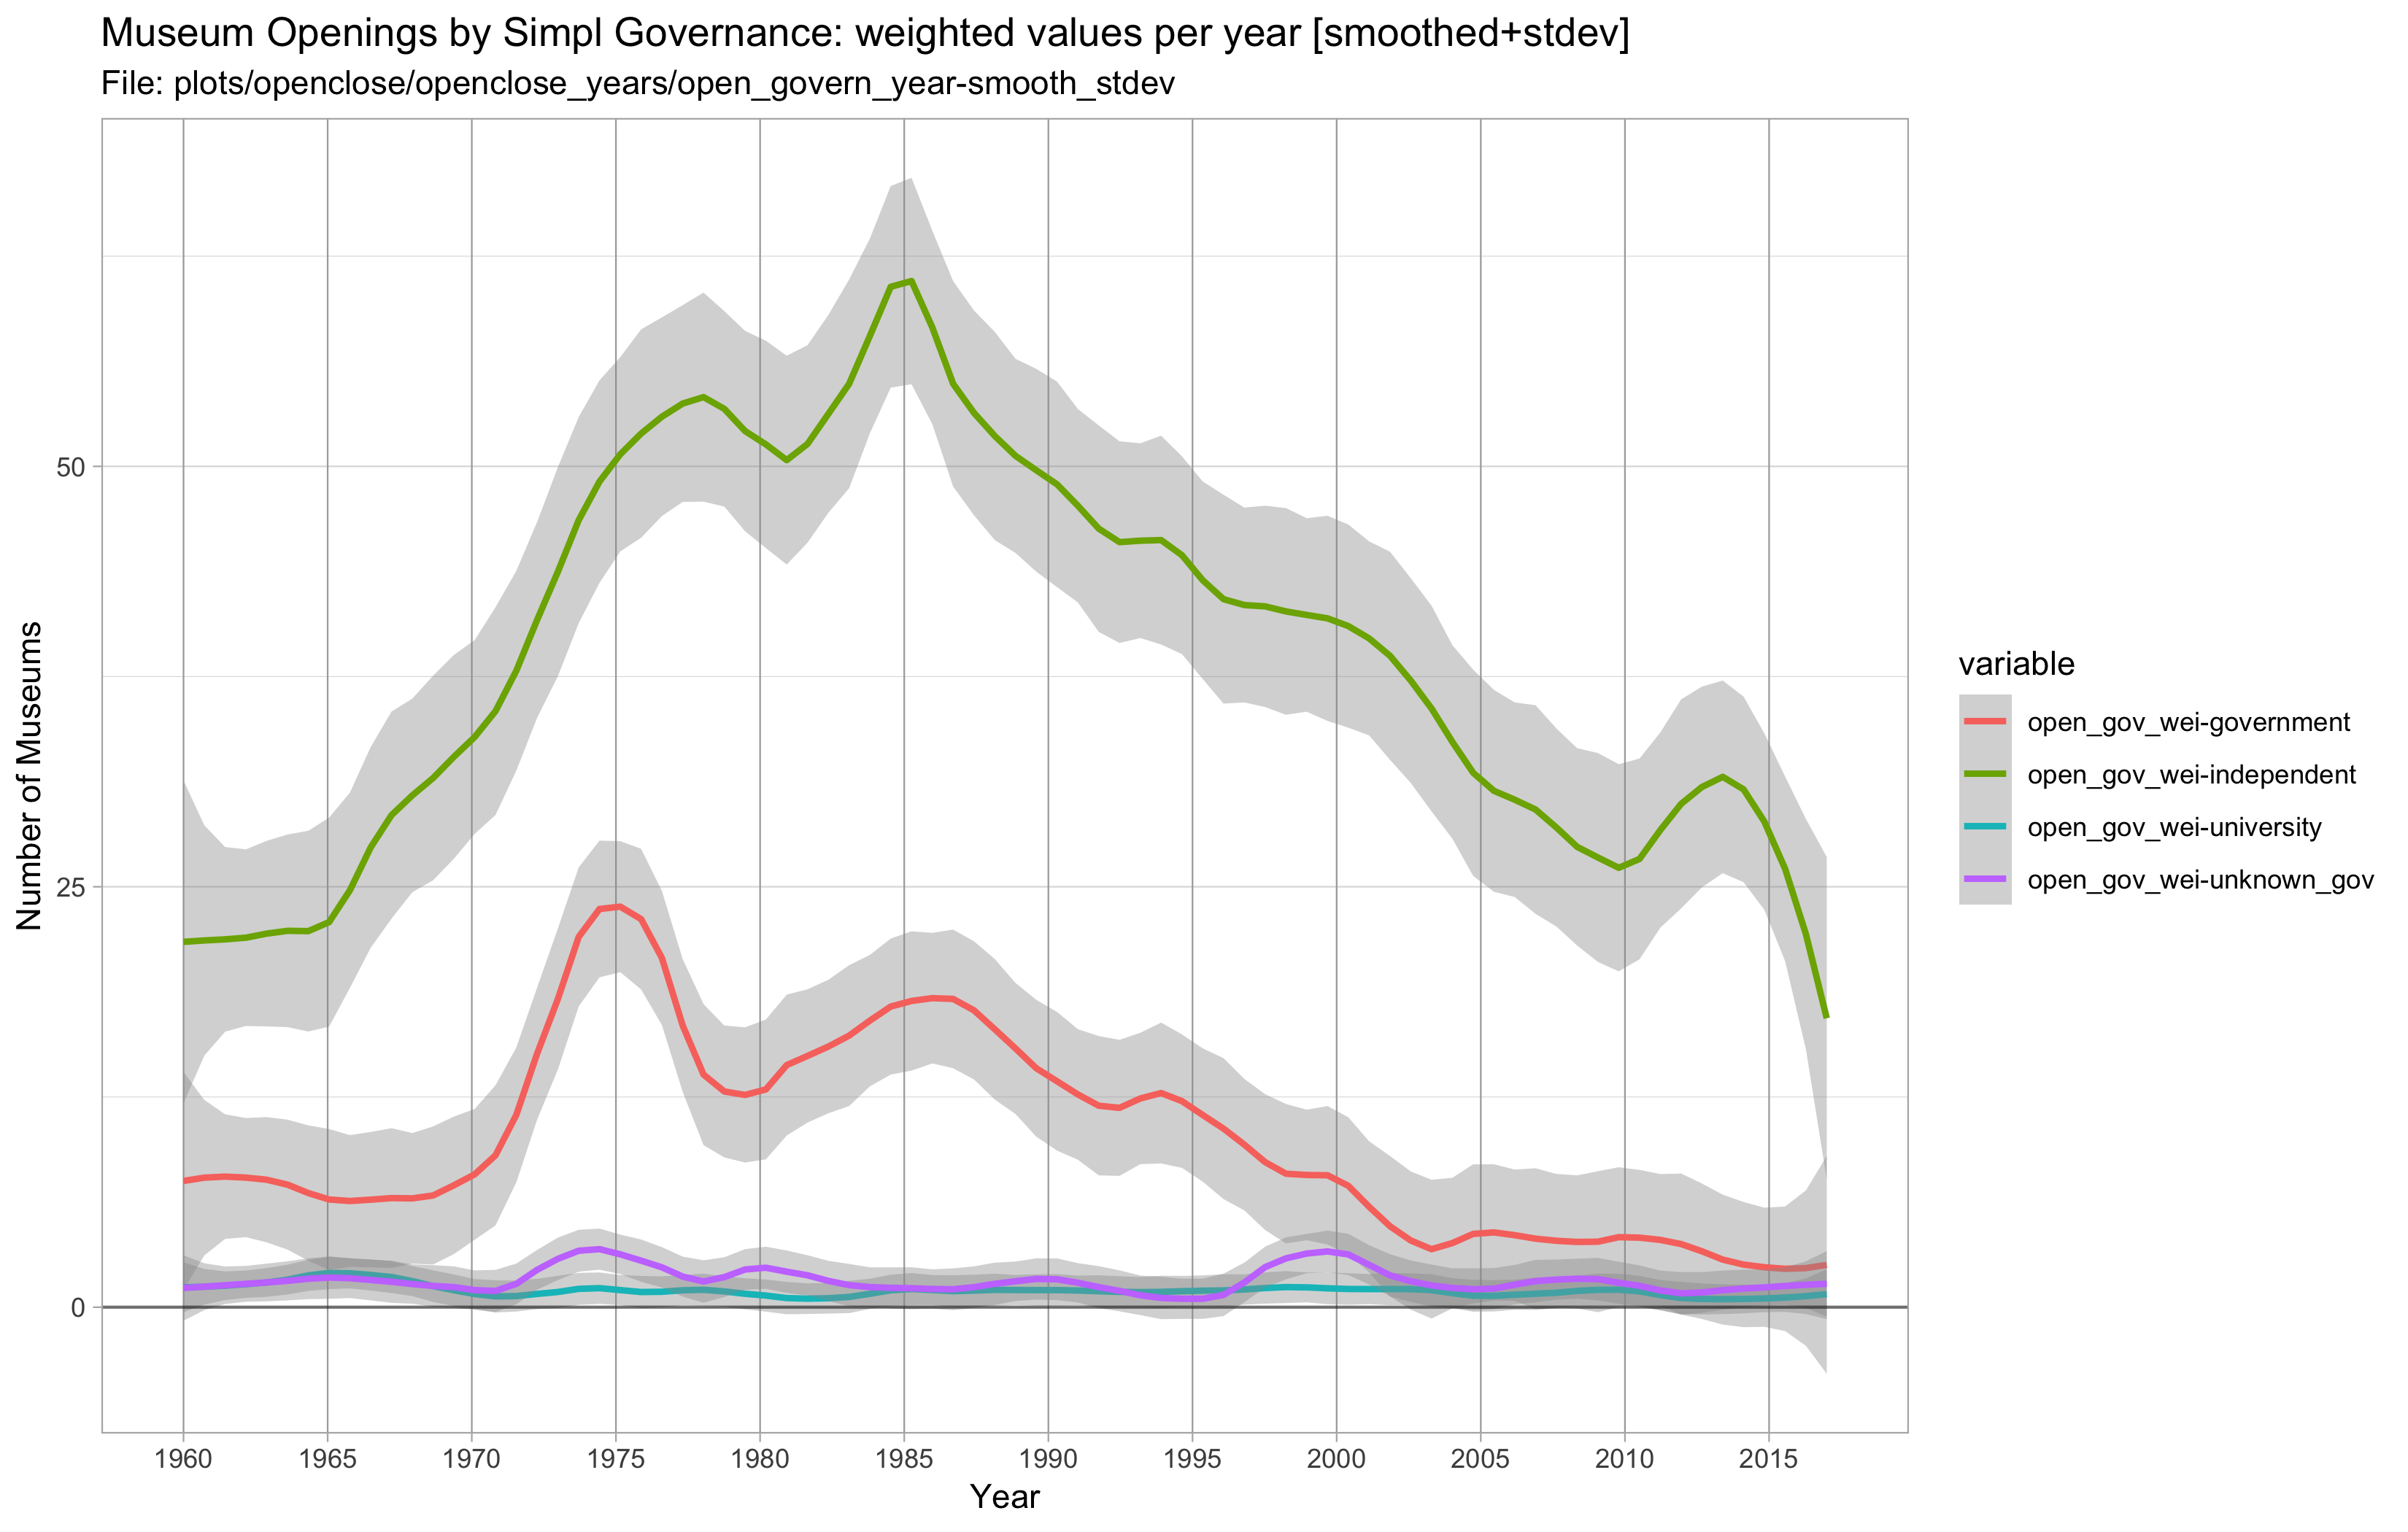 Museum Openings by Simpl Governance: weighted values per year [smoothed+stdev]
File: plots/openclose/openclose_years/open_govern_year-smooth_stdev
Number of Museums
50
25
0
1960 1965 1970 1975 1980 1985 1990 1995 2000 2005 2010 2015
Year
variable
open_gov_wei-government
open_gov_wei-independent
open_gov_wei-university
open_gov_wei-unknown_gov